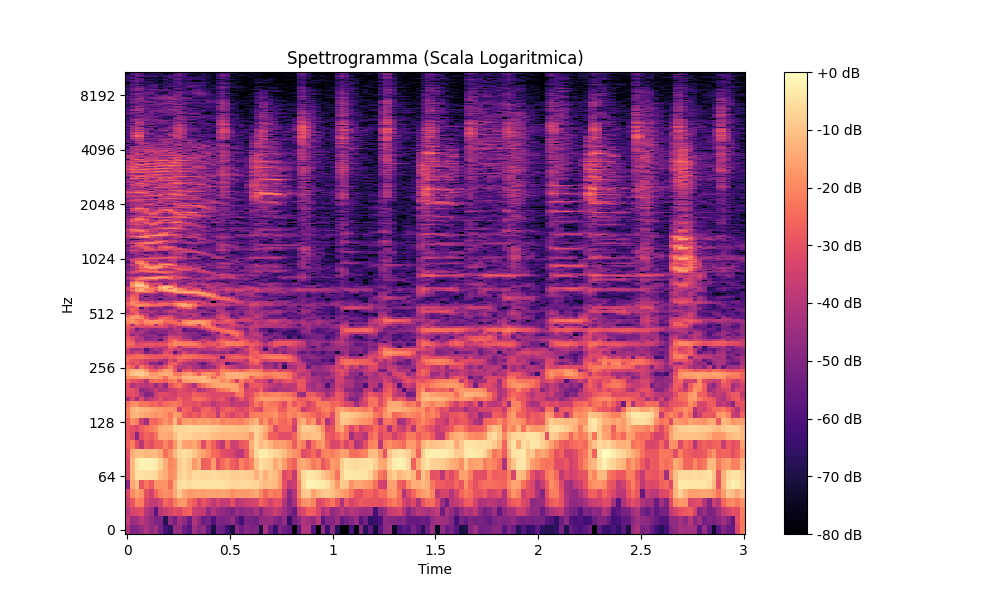 Spettrogramma (Scala Logaritmica)
Hz
8192
4096
2048
1024
512
256
128
64
0
0
0.5
1
1.5
2
2.5
3
Time
+0 dB
-10 dB
-20 dB
-30 dB
-40 dB
-50 dB
-60 dB
-70 dB
-80 dB